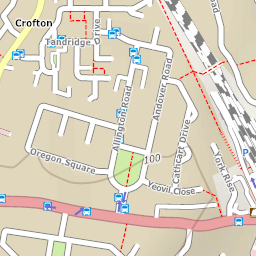 Crofton
Tandridge Drive
Allington Road
Andover Road
Oregon Square
100
Cathcart Drive
York Rise
Yeovil Close
P